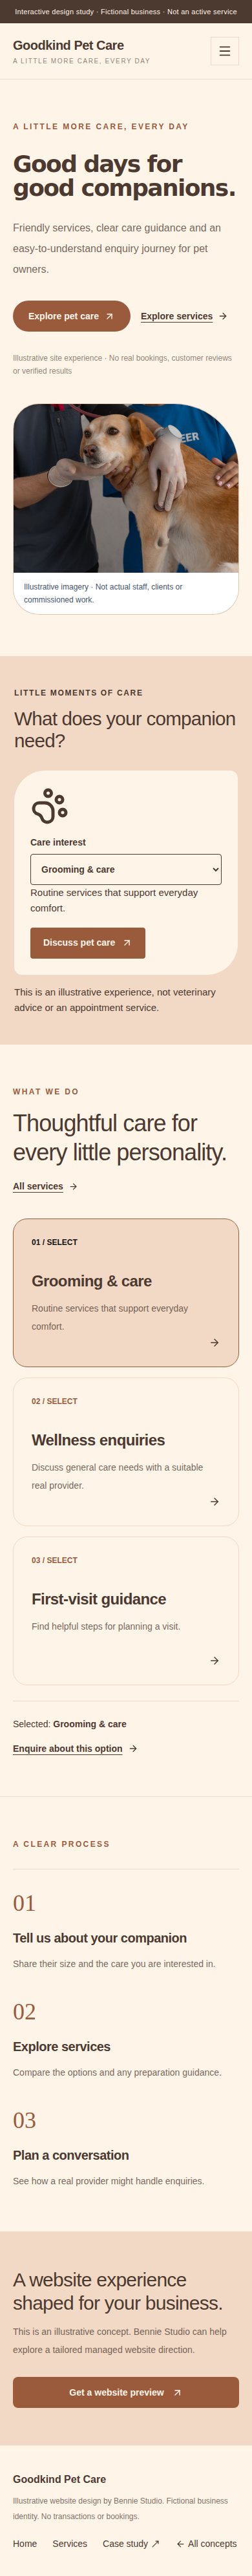 Interactive design study · Fictional business · Not an active service
Goodkind Pet Care
A LITTLE MORE CARE, EVERY DAY
A LITTLE MORE CARE, EVERY DAY
Good days for
good companions.
Friendly services, clear care guidance and an
easy-to-understand enquiry journey for pet
owners.
Explore pet care
Explore services
Illustrative site experience · No real bookings, customer reviews
or verified results
EER
Illustrative imagery · Not actual staff, clients or
commissioned work.
LITTLE MOMENTS OF CARE
What does your companion
need?
Care interest
Grooming & care
Routine services that support everyday
comfort.
Discuss pet care
This is an illustrative experience, not veterinary
advice or an appointment service.
WHAT WE DO
Thoughtful care for
every little personality.
All services
01 / SELECT
Grooming & care
Routine services that support everyday
comfort.
02 / SELECT
Wellness enquiries
Discuss general care needs with a suitable
real provider.
03 / SELECT
First-visit guidance
Find helpful steps for planning a visit.
Selected: Grooming & care
Enquire about this option
A CLEAR PROCESS
01
Tell us about your companion
Share their size and the care you are interested in.
02
Explore services
Compare the options and any preparation guidance.
03
Plan a conversation
See how a real provider might handle enquiries.
A website experience
shaped for your business.
This is an illustrative concept. Bennie Studio can help
explore a tailored managed website direction.
Get a website preview
Goodkind Pet Care
Illustrative website design by Bennie Studio. Fictional business
identity. No transactions or bookings.
Home Services Case study ↗ ← All concepts